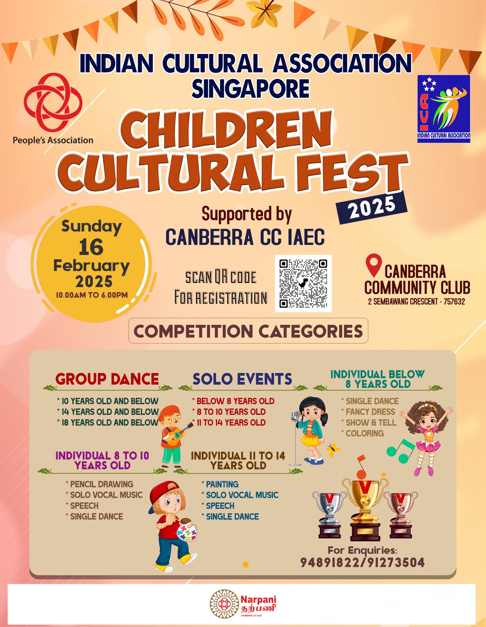 INDIAN CULTURAL ASSOCIATION
SINGAPORE
People's Association
CHILDREN
CULTURAL FEST
2025
ICA
INDIAN CULTURAL ASSOCIATION
Sunday
16
February
2025
10.00AM TO 6.00PM
Supported by
CANBERRA CC IAEC
SCAN QR CODE
FOR REGISTRATION
CANBERRA
COMMUNITY CLUB
2 SEMBAWANG CRESCENT - 757632
COMPETITION CATEGORIES
GROUP DANCE
* 10 YEARS OLD AND BELOW
* 14 YEARS OLD AND BELOW
* 18 YEARS OLD AND BELOW
SOLO EVENTS
* BELOW 8 YEARS OLD
* 8 TO 10 YEARS OLD
* 11 TO 14 YEARS OLD
INDIVIDUAL BELOW
8 YEARS OLD
* SINGLE DANCE
* FANCY DRESS
* SHOW & TELL
* COLORING
INDIVIDUAL 8 TO 10
YEARS OLD
* PENCIL DRAWING
* SOLO VOCAL MUSIC
* SPEECH
* SINGLE DANCE
INDIVIDUAL 11 TO 14
YEARS OLD
* PAINTING
* SOLO VOCAL MUSIC
* SPEECH
* SINGLE DANCE
For Enquiries:
94891822/91273504
Narpani
நற்பணி